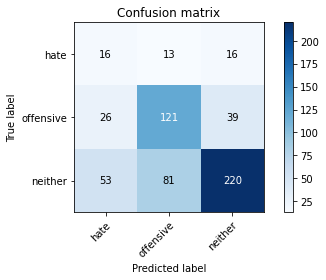 Confusion matrix
hate 16 13 16
offensive 26 121 39
neither 53 81 220
hate offensive neither
True label
Predicted label
200
175
150
125
100
75
50
25